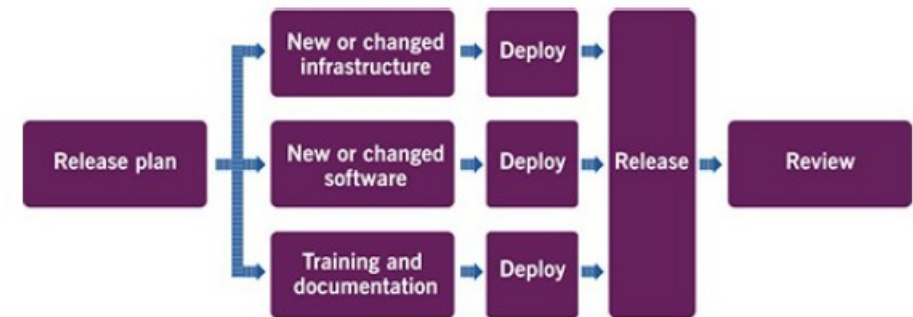 New or changed
infrastructure
Deploy
Release plan
New or changed
software
Deploy
Release
Review
Training and
documentation
Deploy